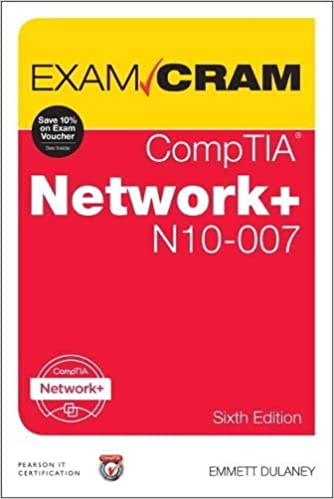 EXAM✓CRAM
Save 10%
on Exam
Voucher
See Inside
CompTIA®
Network+
N10-007
CompTIA
Network+
Sixth Edition
PEARSON IT
CERTIFICATION
CompTIA
EMMETT DULANEY